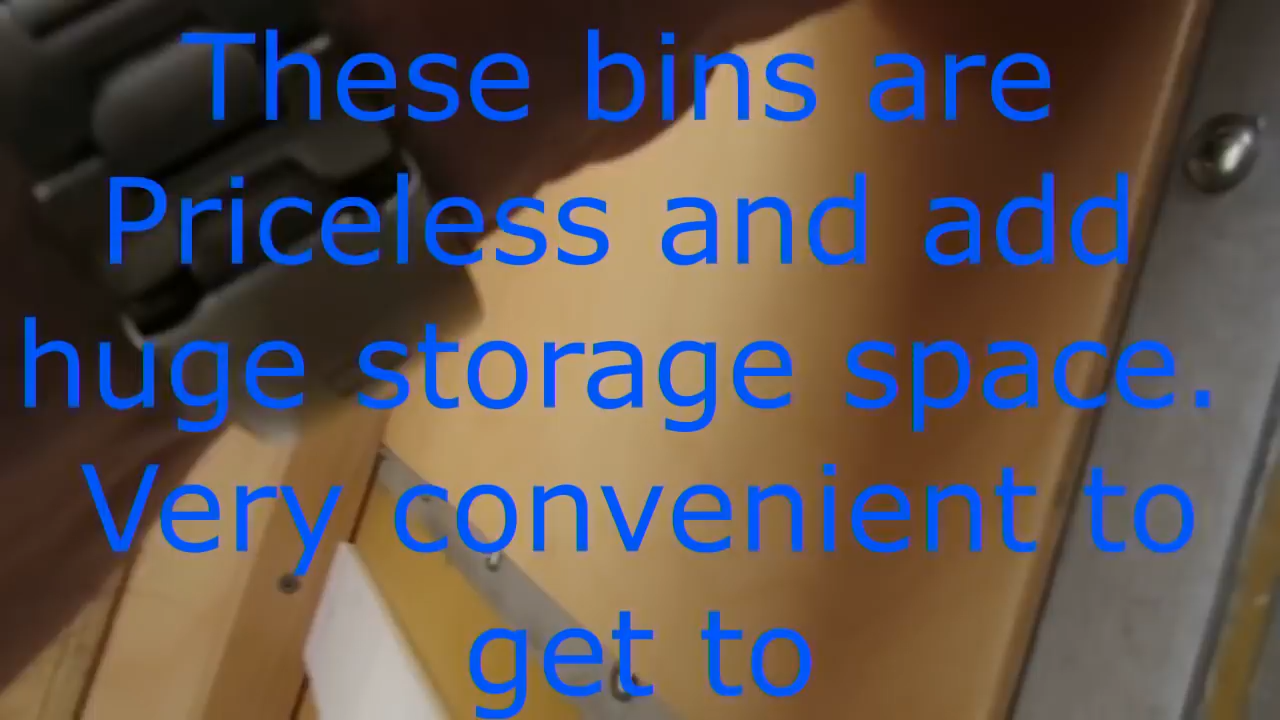 These bins are
Priceless and add
huge storage space.
Very convenient to
get to